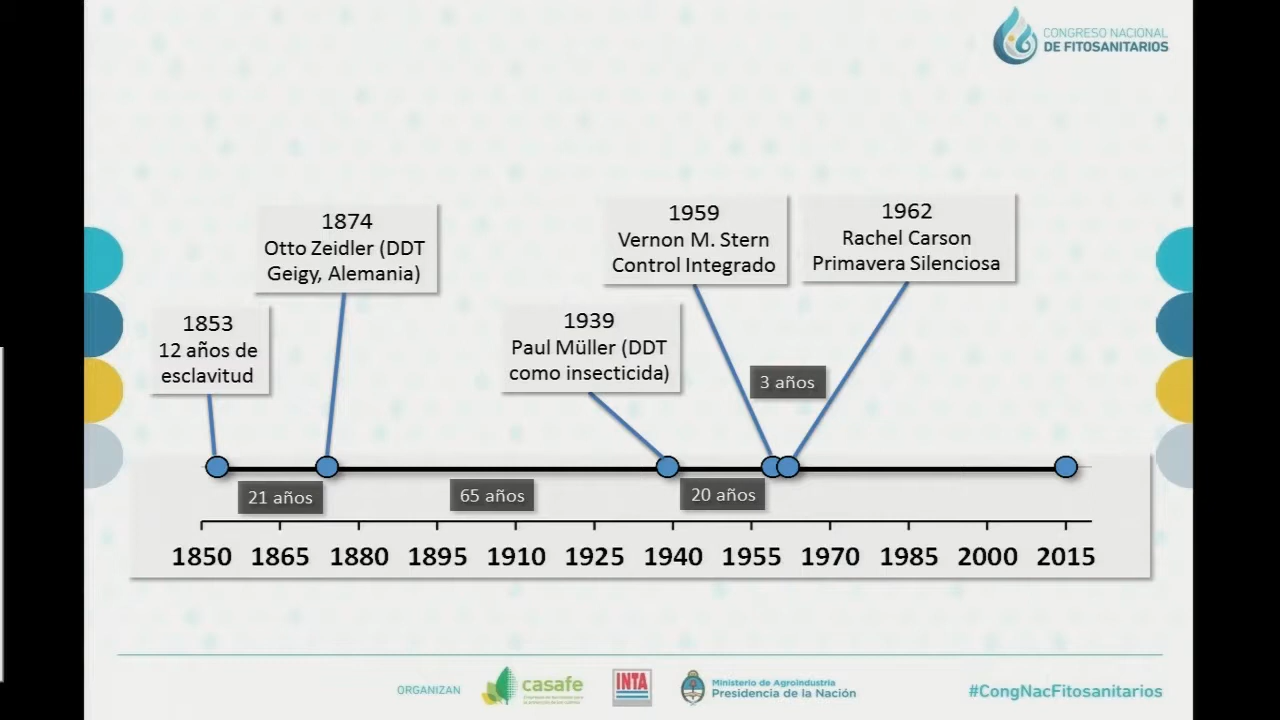 CONGRESO NACIONAL
DE FITOSANITARIOS
1853
12 años de
esclavitud
1874
Otto Zeidler (DDT
Geigy, Alemania)
1939
Paul Müller (DDT
como insecticida)
1959
Vernon M. Stern
Control Integrado
1962
Rachel Carson
Primavera Silenciosa
3 años
21 años
65 años
20 años
1850 1865 1880 1895 1910 1925 1940 1955 1970 1985 2000 2015
ORGANIZAN
casafe
INTA
Ministerio de Agroindustria
Presidencia de la Nación
#CongNacFitosanitarios